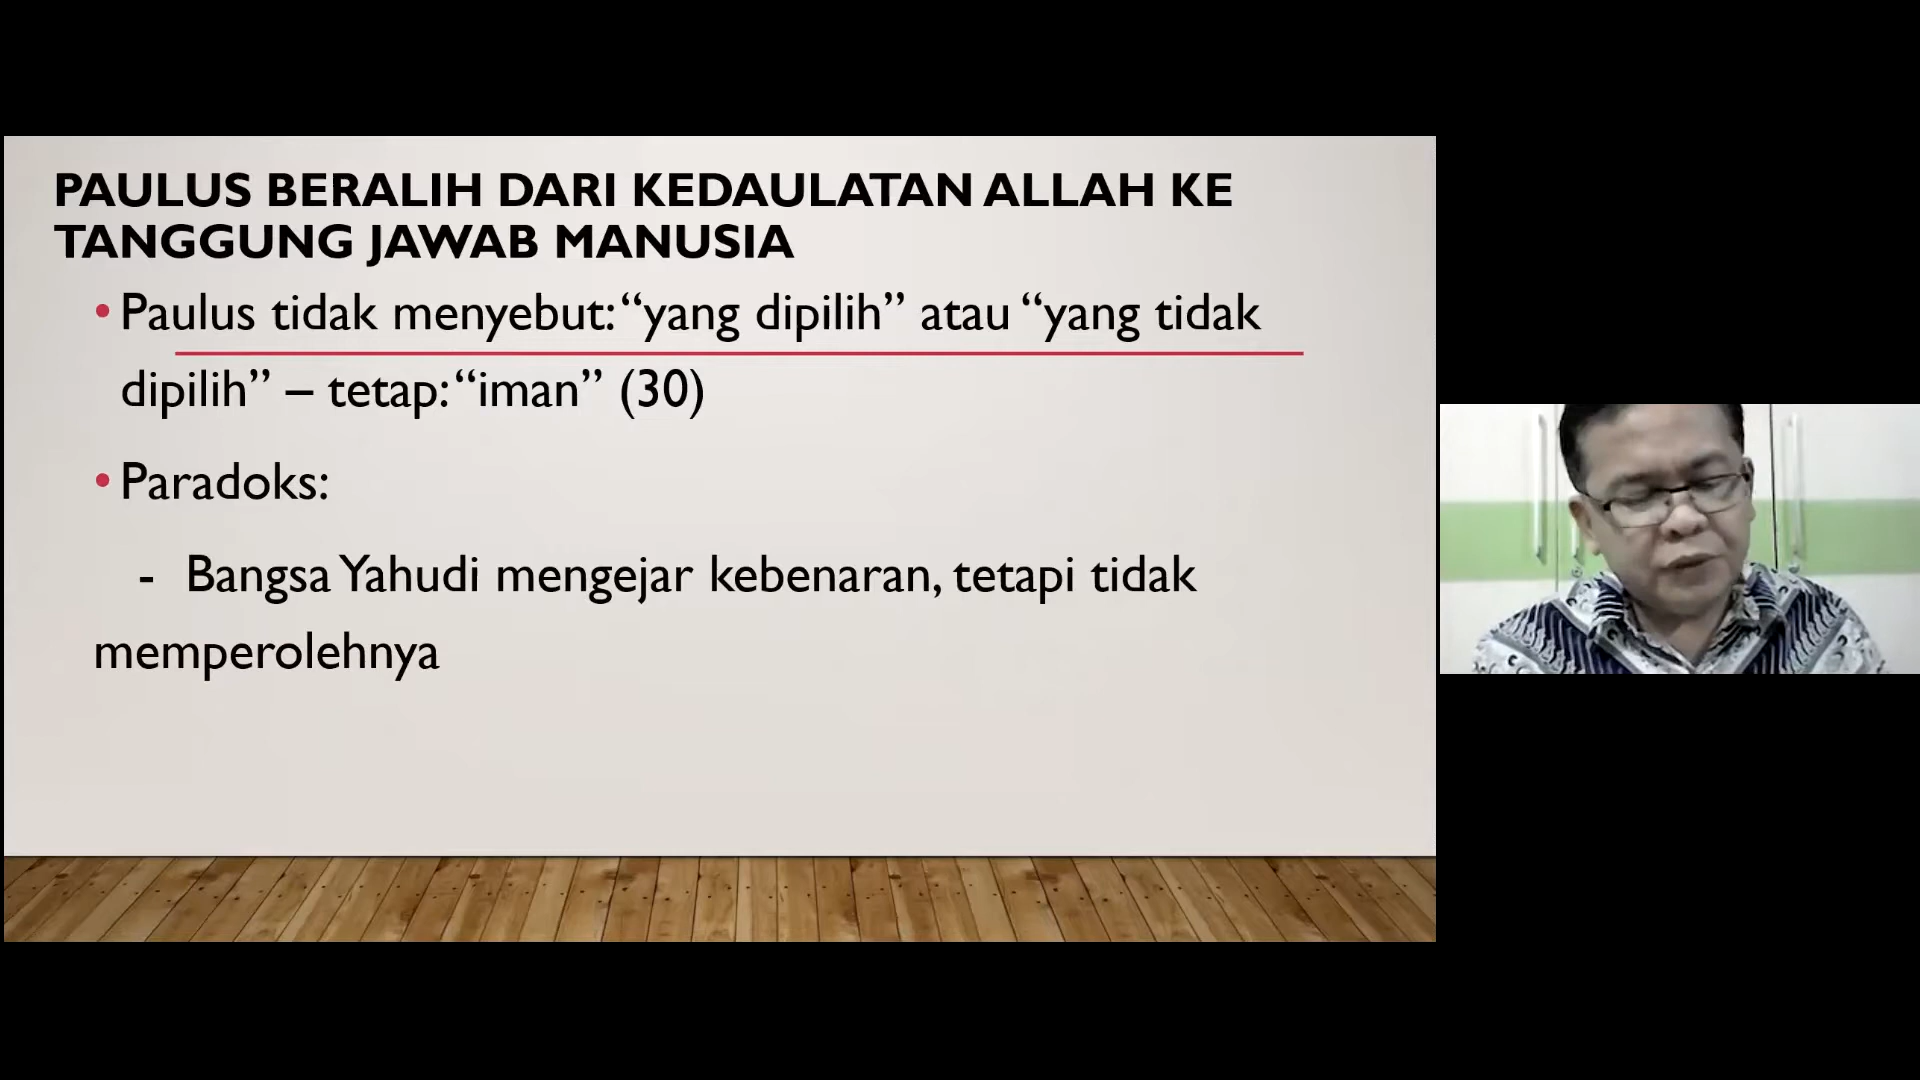 PAULUS BERALIH DARI KEDAULATAN ALLAH KE
TANGGUNG JAWAB MANUSIA
• Paulus tidak menyebut: “yang dipilih” atau “yang tidak
dipilih” – tetap: “iman” (30)
• Paradoks:
- Bangsa Yahudi mengejar kebenaran, tetapi tidak
memperolehnya